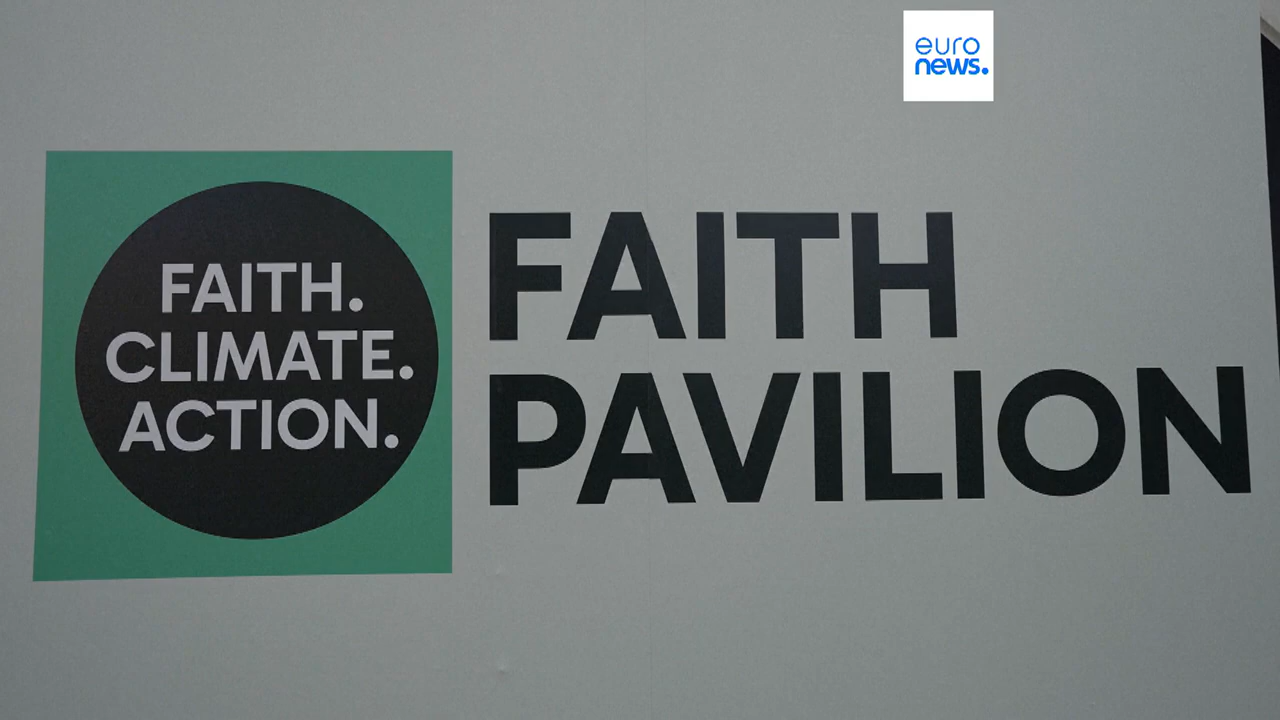 euro
news.
FAITH.
CLIMATE.
ACTION.
FAITH
PAVILION